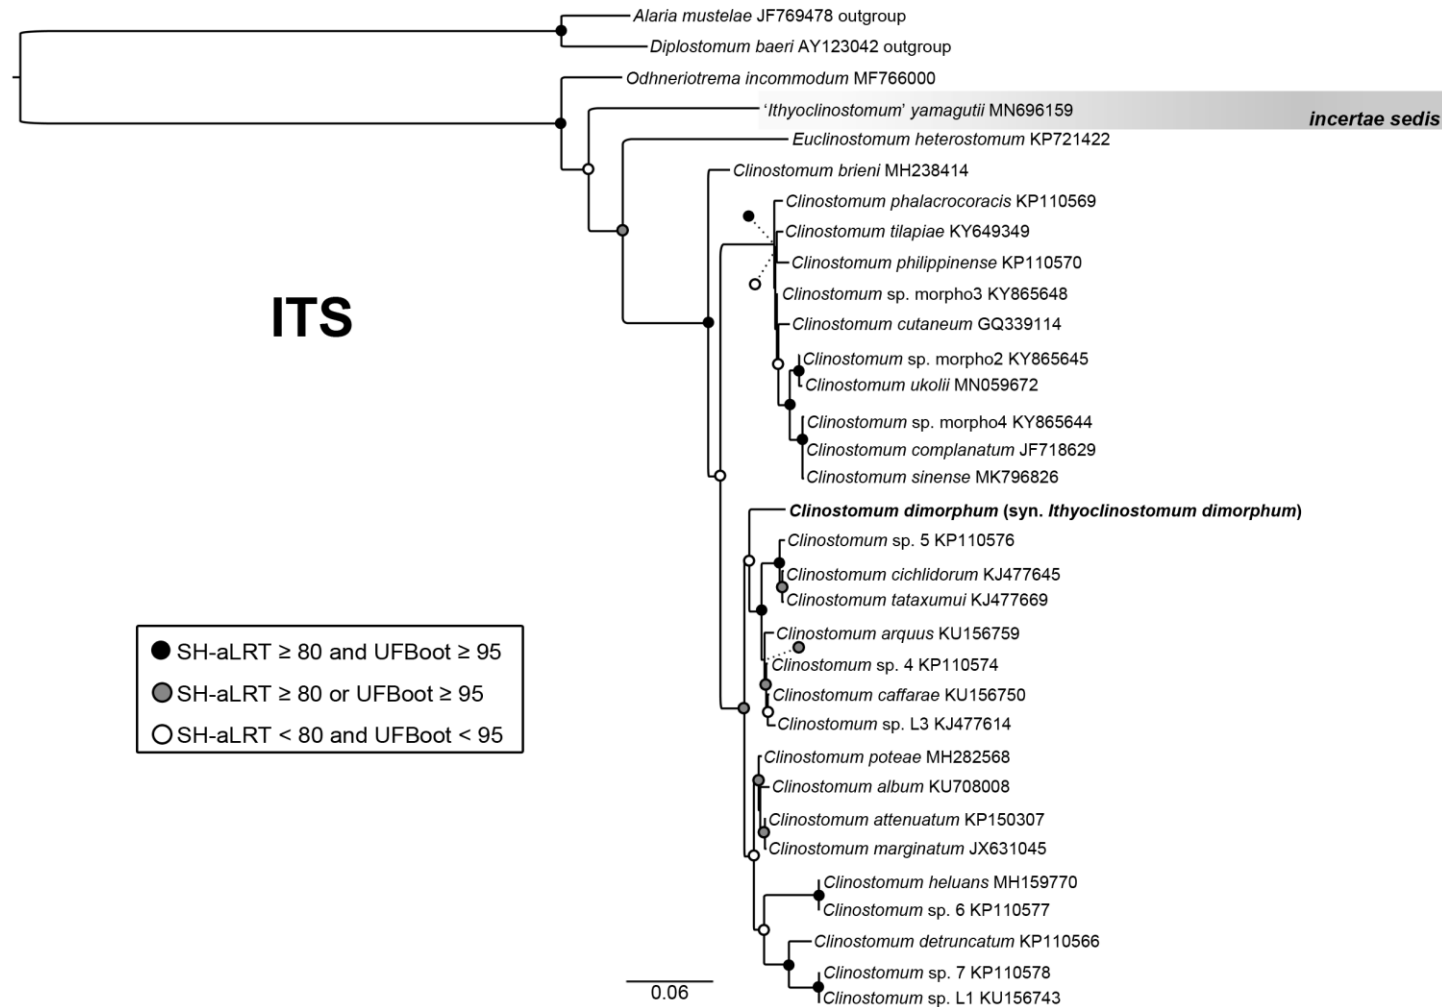 Alaria mustelae JF769478 outgroup
Diplostomum baeri AY123042 outgroup
Odhneriotrema incommodum MF766000
'Ithyoclinostomum' yamagutii MN696159
incertae sedis
Euclinostomum heterostomum KP721422
Clinostomum brieni MH238414
Clinostomum phalacrocoracis KP110569
Clinostomum tilapiae KY649349
Clinostomum philippinense KP110570
Clinostomum sp. morpho3 KY865648
ITS
Clinostomum cutaneum GQ339114
Clinostomum sp. morpho2 KY865645
Clinostomum ukolii MN059672
Clinostomum sp. morpho4 KY865644
Clinostomum complanatum JF718629
Clinostomum sinense MK796826
Clinostomum dimorphum (syn. Ithyoclinostomum dimorphum)
Clinostomum sp. 5 KP110576
Clinostomum cichlidorum KJ477645
Clinostomum tataxumui KJ477669
Clinostomum arquus KU156759
Clinostomum sp. 4 KP110574
Clinostomum caffarae KU156750
Clinostomum sp. L3 KJ477614
SH-aLRT ≥ 80 and UFBoot ≥ 95
SH-aLRT ≥ 80 or UFBoot ≥ 95
SH-aLRT < 80 and UFBoot < 95
Clinostomum poteae MH282568
Clinostomum album KU708008
Clinostomum attenuatum KP150307
Clinostomum marginatum JX631045
Clinostomum heluans MH159770
Clinostomum sp. 6 KP110577
Clinostomum detruncatum KP110566
Clinostomum sp. 7 KP110578
Clinostomum sp. L1 KU156743
0.06